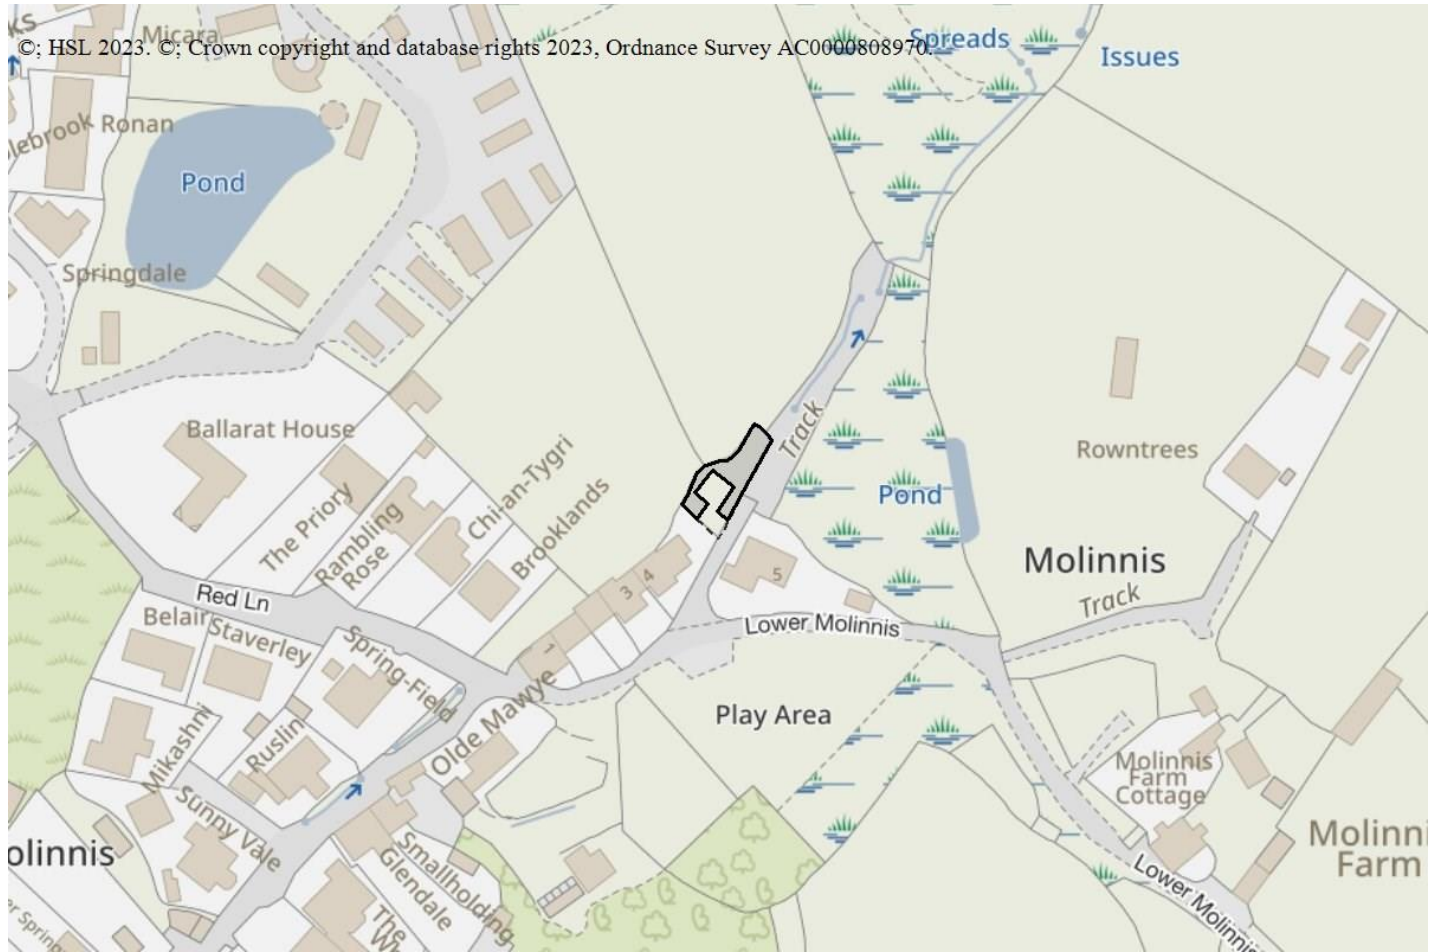 Micara
©; HSL 2023. ©; Crown copyright and database rights 2023, Ordnance Survey AC0000808970.
Spreads
Issues
Ronan
Pond
Springdale
Ballarat House
Track
Chi-an-Tygri
Brooklands
The Priory
Rambling
Rose
Rowntrees
Pond
Molinnis
Track
Red Ln
3
4
5
1
Lower Molinnis
Belair
Staverley
Spring-Field
Olde Mawye
Play Area
Mikashni
Ruslin
Sunny Vale
Molinnis
Farm
Cottage
Molinni
Farm
olinnis
Smallholding
Glendale
The
Lower Molinnis